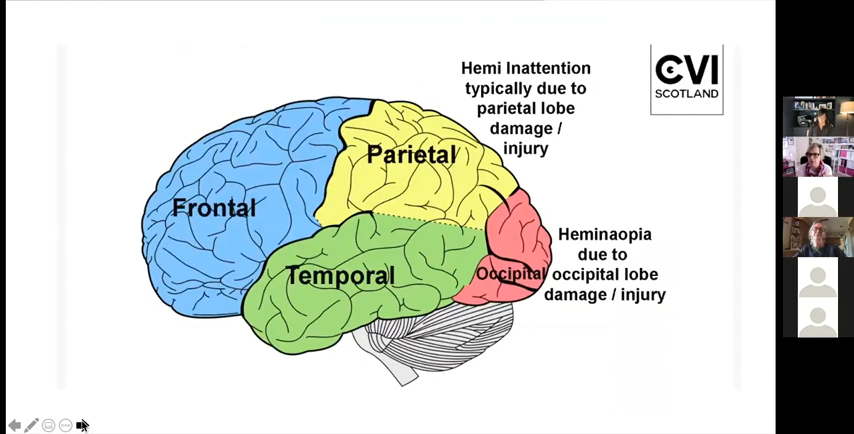 Hemi Inattention
typically due to
parietal lobe
damage /
injury
CVI
SCOTLAND
Parietal
Frontal
Temporal
Occipital
Heminaopia
due to
occipital lobe
damage / injury